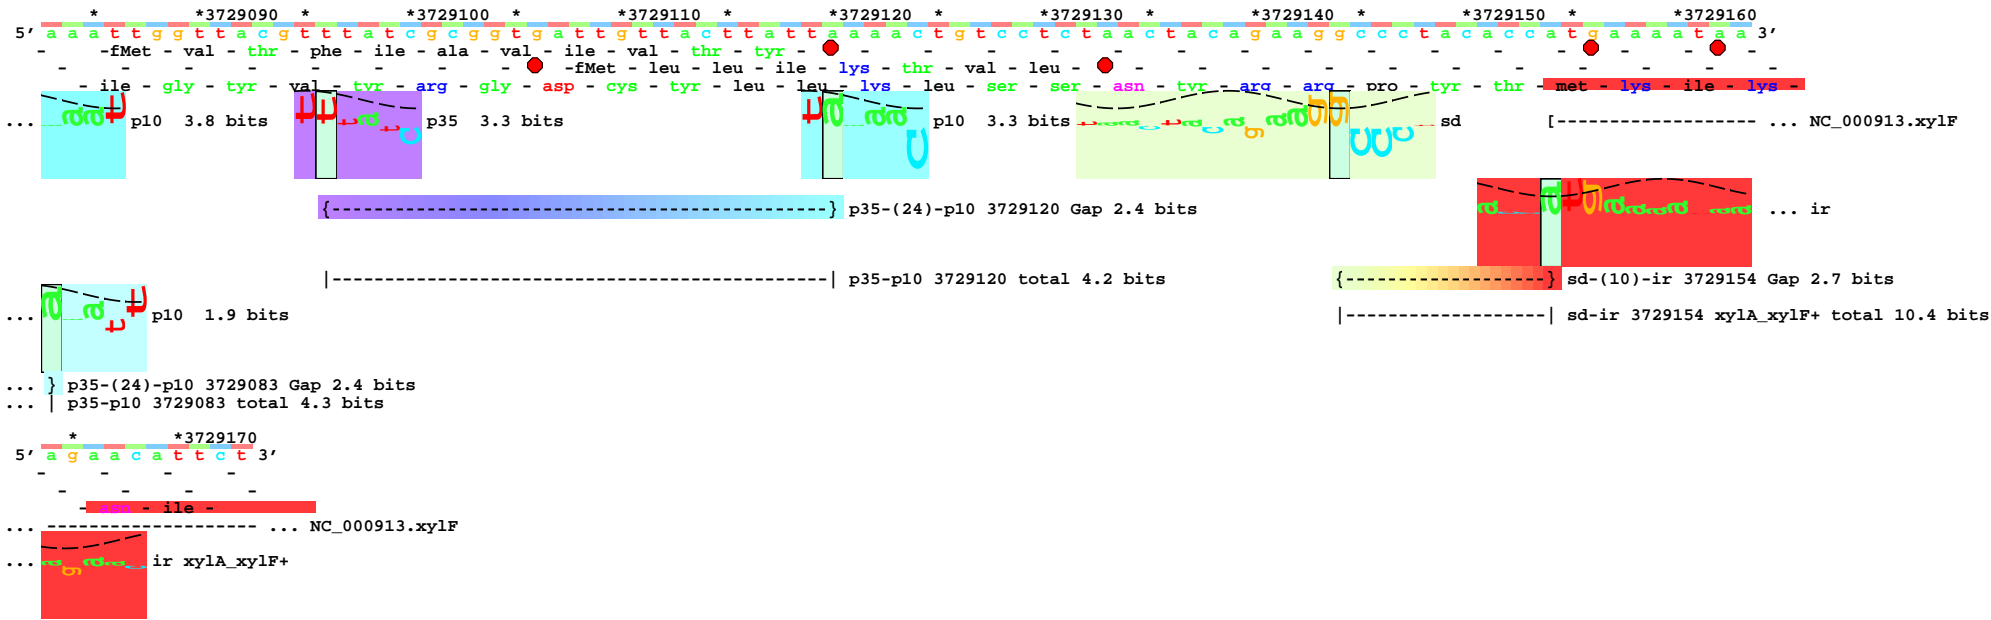 * *3729090 * *3729100 * *3729110 * *3729120 * *3729130 * *3729140 * *3729150 * *3729160
5' a a a t t g g t t a c g t t t a t c g c g g t g a t t g t t a c t t a t t a a a a c t g t c c t c t a a c t a c a g a a g g c c c t a c a c c a t g a a a a t a a 3'
- -fMet - val - thr - phe - ile - ala - val - ile - val - thr - tyr - - - - - - - - - - - - - - -
- - - - - - - - -fMet - leu - leu - ile - lys - thr - val - leu - - - - - - - - - - -
- ile - gly - tyr - val - tyr - arg - gly - asp - cys - tyr - leu - leu - lys - leu - ser - ser - asn - tyr - arg - arg - pro - tyr - thr - met - lys - ile - lys -
... p10 3.8 bits p35 3.3 bits p10 3.3 bits sd [------------------- ... NC_000913.xylF
{------------------------------------------------} p35-(24)-p10 3729120 Gap 2.4 bits ... ir
|------------------------------------------------| p35-p10 3729120 total 4.2 bits {-------------------} sd-(10)-ir 3729154 Gap 2.7 bits
... p10 1.9 bits |-------------------| sd-ir 3729154 xylA_xylF+ total 10.4 bits
... } p35-(24)-p10 3729083 Gap 2.4 bits
... | p35-p10 3729083 total 4.3 bits
* *3729170
5' a g a a c a t t c t 3'
- - - -
- - - -
- asn - ile -
... -------------------- ... NC_000913.xylF
... ir xylA_xylF+